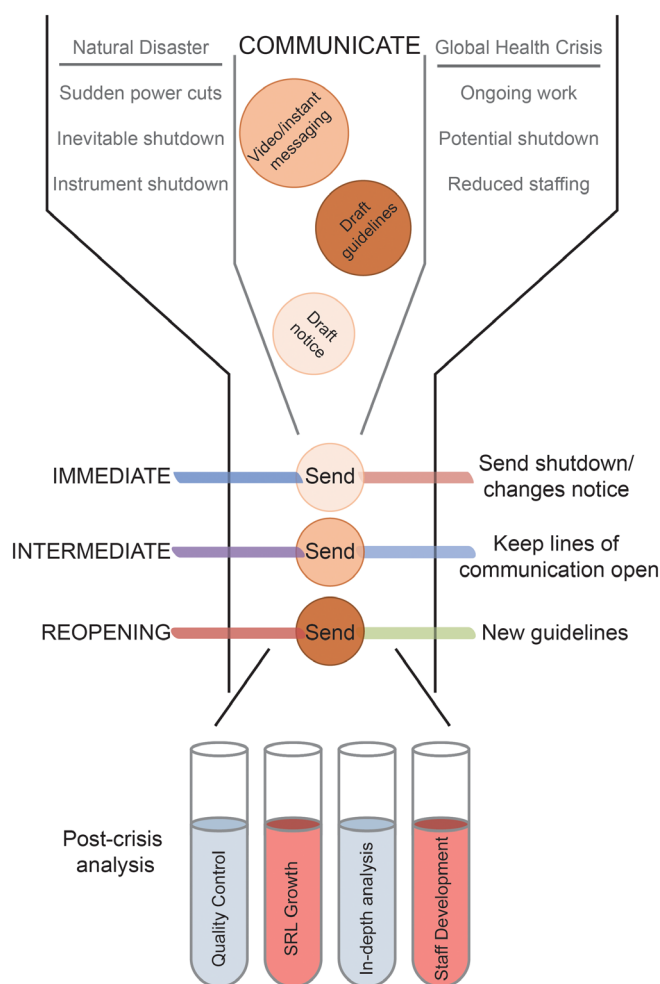 Natural Disaster
COMMUNICATE
Global Health Crisis
Sudden power cuts
Inevitable shutdown
Instrument shutdown
Video/instant
messaging
Draft
guidelines
Draft
notice
Ongoing work
Potential shutdown
Reduced staffing
IMMEDIATE
Send
Send shutdown/
changes notice
INTERMEDIATE
Send
Keep lines of
communication open
REOPENING
Send
New guidelines
Post-crisis
analysis
Quality Control
SRL Growth
In-depth analysis
Staff Development